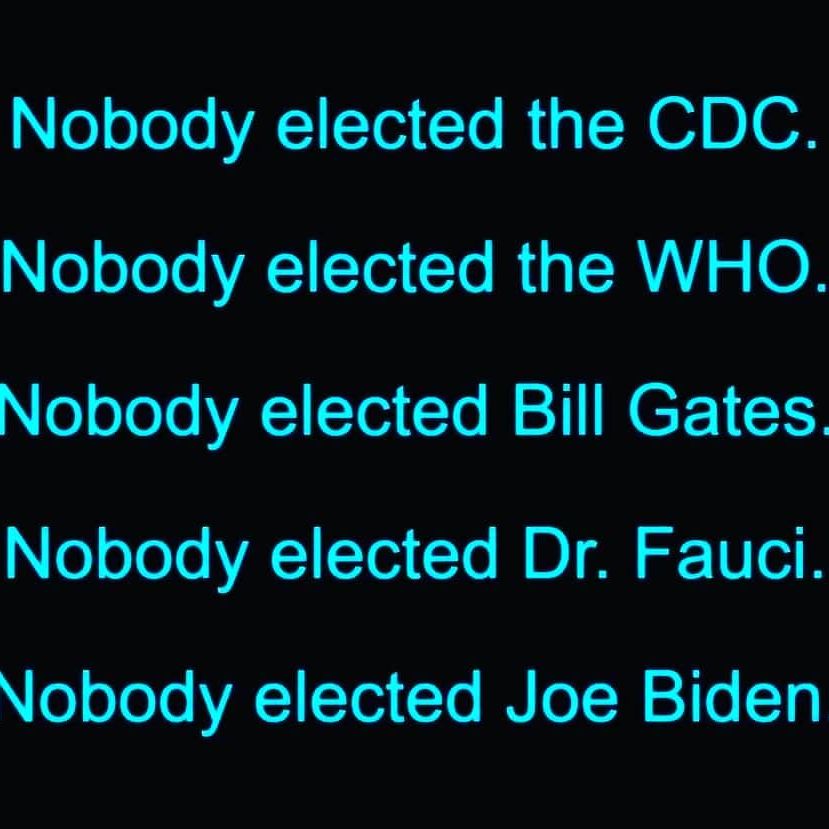 Nobody elected the CDC.
Nobody elected the WHO.
Nobody elected Bill Gates.
Nobody elected Dr. Fauci.
Nobody elected Joe Biden